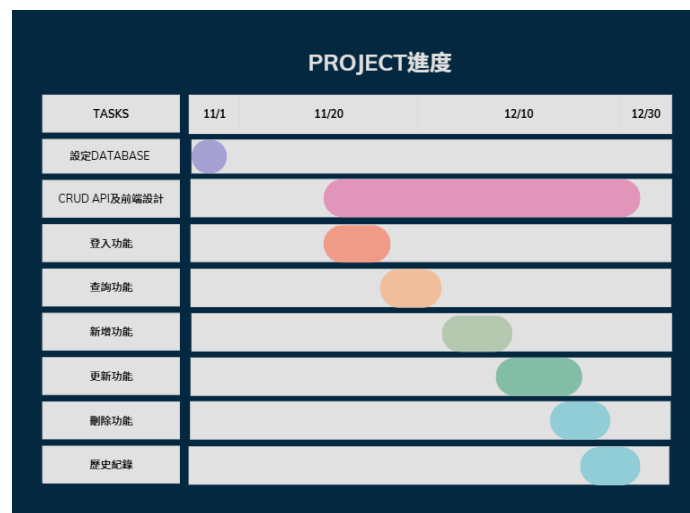 PROJECT進度
TASKS 11/1 11/20 12/10 12/30
設定DATABASE
CRUD API及前端設計
登入功能
查詢功能
新增功能
更新功能
刪除功能
歷史紀錄